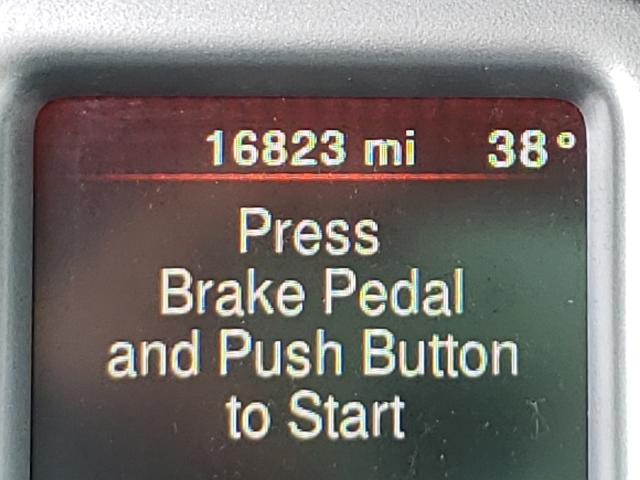 16823 mi 38°
Press
Brake Pedal
and Push Button
to Start